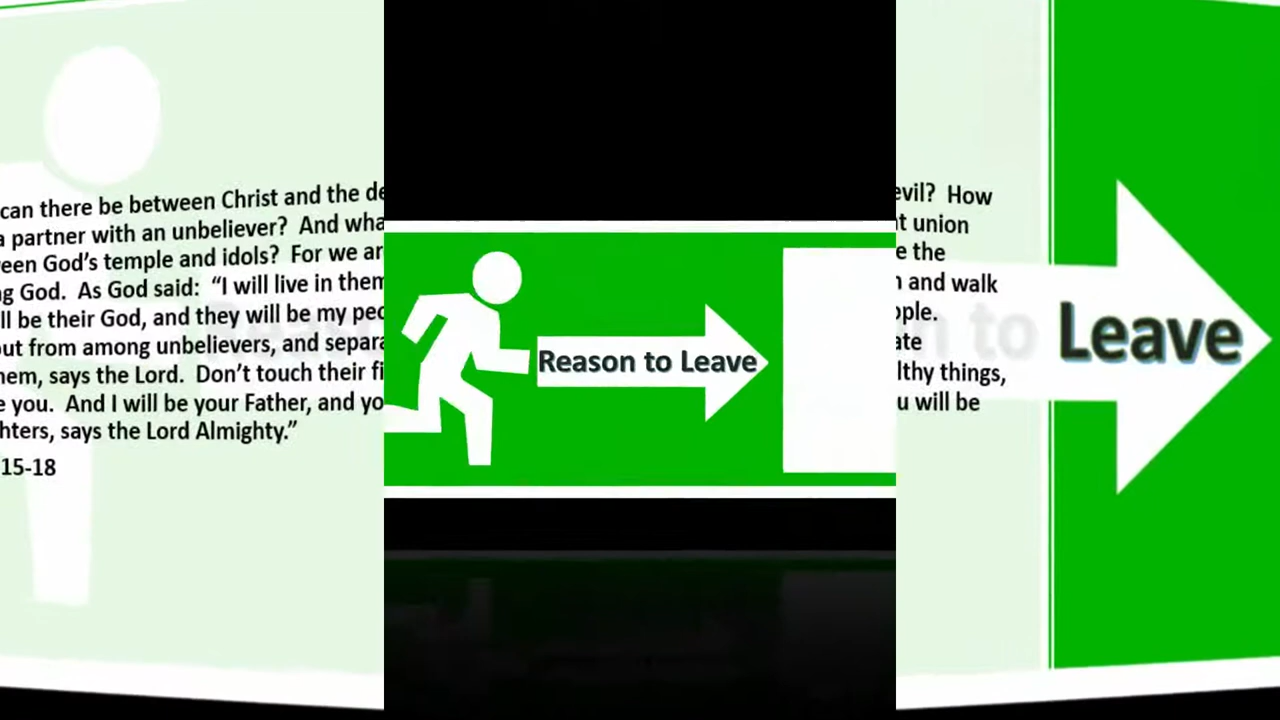 can there be between Christ and the de evil? How
a partner with an unbeliever? And wha t union
een God's temple and idols? For we ar e the
g God. As God said: "I will live in them and walk
ll be their God, and they will be my peo ople.
out from among unbelievers, and separa ate
hem, says the Lord. Don't touch their fi lthy things,
e you. And I will be your Father, and yo u will be
hters, says the Lord Almighty."
15-18
Reason to Leave
n to Leave